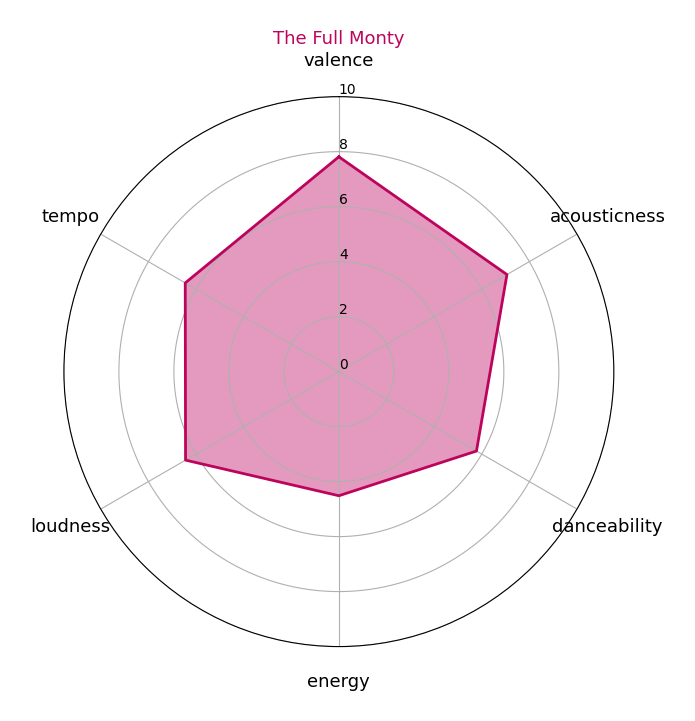 The Full Monty
valence
10
8
6
4
2
0
tempo
acousticness
loudness
danceability
energy